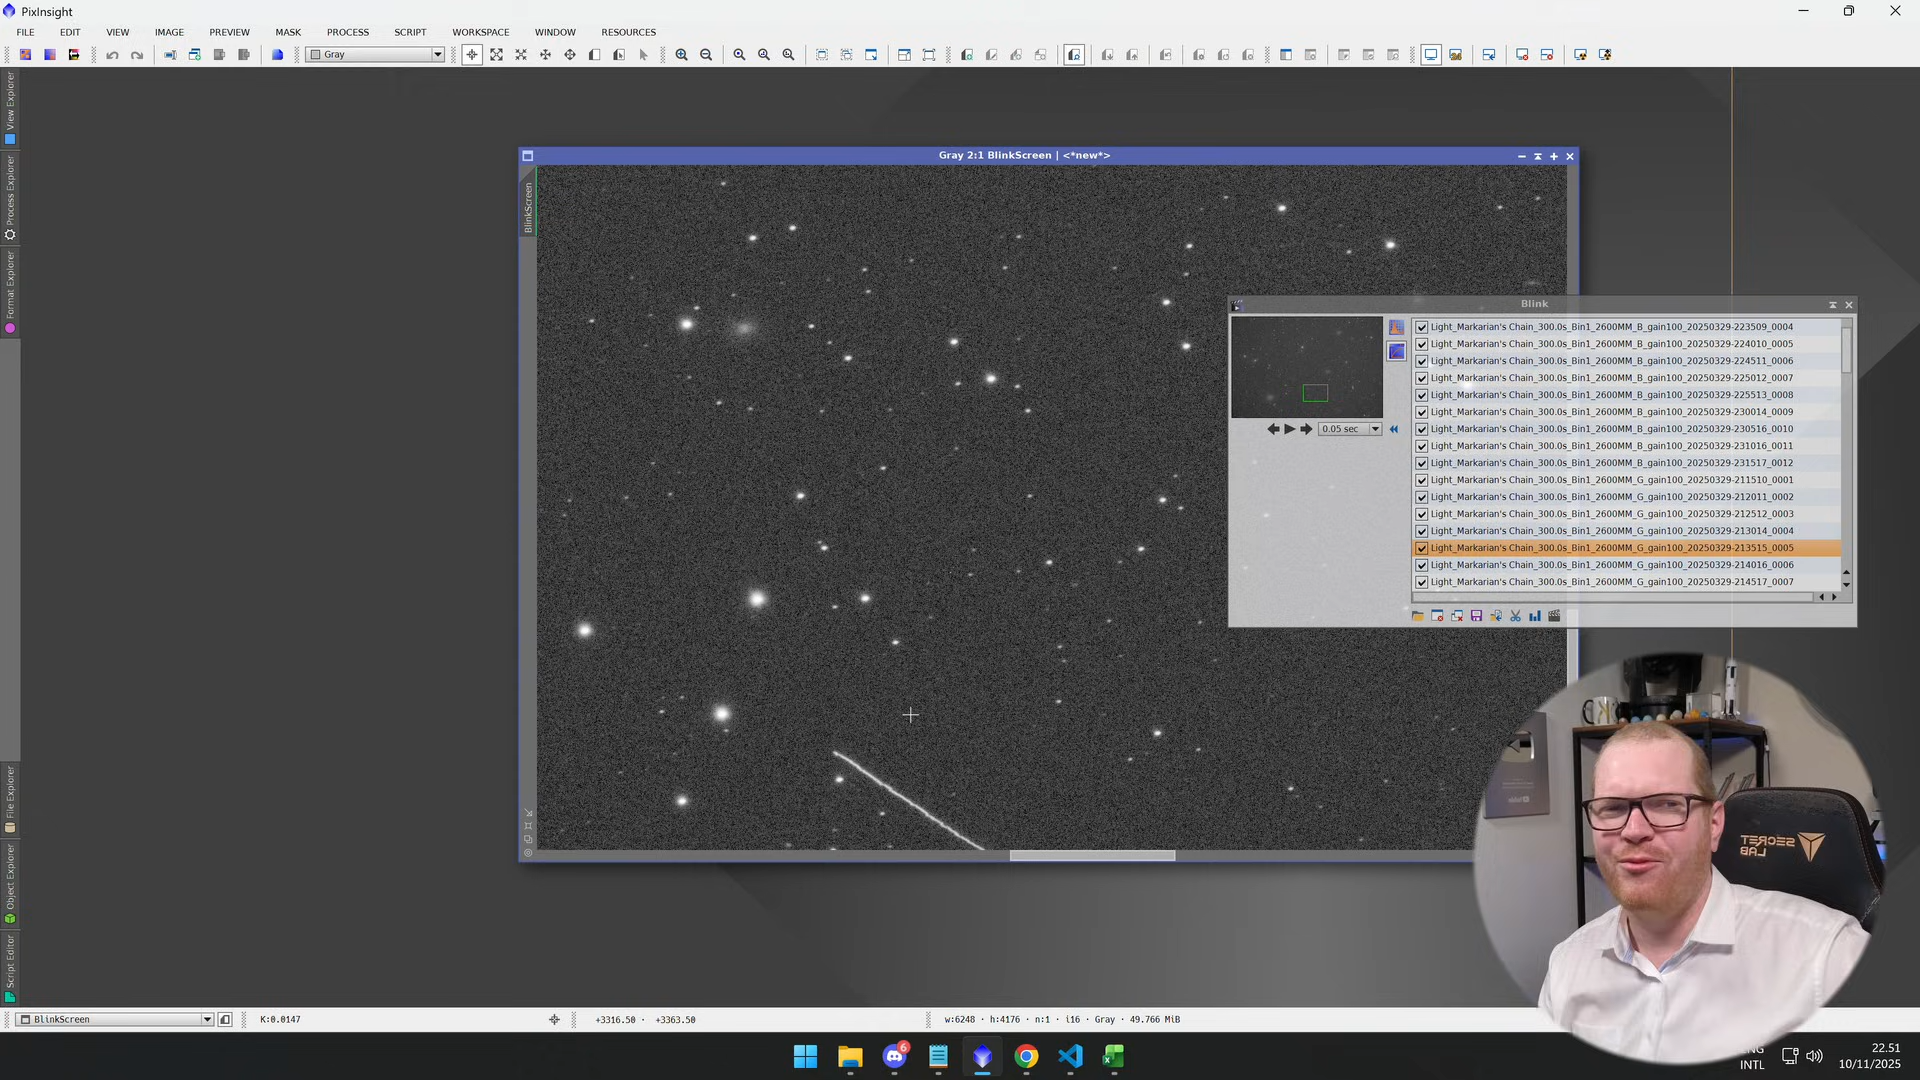 PixInsight
FILE EDIT VIEW IMAGE PREVIEW MASK PROCESS SCRIPT WORKSPACE WINDOW RESOURCES
Gray
View Explorer
Process Explorer
Format Explorer
File Explorer
Object Explorer
Script Editor
Gray 2:1 BlinkScreen | <*new*>
BlinkScreen
Blink
0.05 sec
Light_Markarian's Chain_300.0s_Bin1_2600MM_B_gain100_20250329-223509_0004
Light_Markarian's Chain_300.0s_Bin1_2600MM_B_gain100_20250329-224010_0005
Light_Markarian's Chain_300.0s_Bin1_2600MM_B_gain100_20250329-224511_0006
Light_Markarian's Chain_300.0s_Bin1_2600MM_B_gain100_20250329-225012_0007
Light_Markarian's Chain_300.0s_Bin1_2600MM_B_gain100_20250329-225513_0008
Light_Markarian's Chain_300.0s_Bin1_2600MM_B_gain100_20250329-230014_0009
Light_Markarian's Chain_300.0s_Bin1_2600MM_B_gain100_20250329-230516_0010
Light_Markarian's Chain_300.0s_Bin1_2600MM_B_gain100_20250329-231016_0011
Light_Markarian's Chain_300.0s_Bin1_2600MM_B_gain100_20250329-231517_0012
Light_Markarian's Chain_300.0s_Bin1_2600MM_G_gain100_20250329-211510_0001
Light_Markarian's Chain_300.0s_Bin1_2600MM_G_gain100_20250329-212011_0002
Light_Markarian's Chain_300.0s_Bin1_2600MM_G_gain100_20250329-212512_0003
Light_Markarian's Chain_300.0s_Bin1_2600MM_G_gain100_20250329-213014_0004
Light_Markarian's Chain_300.0s_Bin1_2600MM_G_gain100_20250329-213515_0005
Light_Markarian's Chain_300.0s_Bin1_2600MM_G_gain100_20250329-214016_0006
Light_Markarian's Chain_300.0s_Bin1_2600MM_G_gain100_20250329-214517_0007
SECRET
LAB
BlinkScreen
K:0.0147
+3316.50 · +3363.50
w:6248 · h:4176 · n:1 · i16 · Gray · 49.766 MiB
6
INTL
22.51
10/11/2025